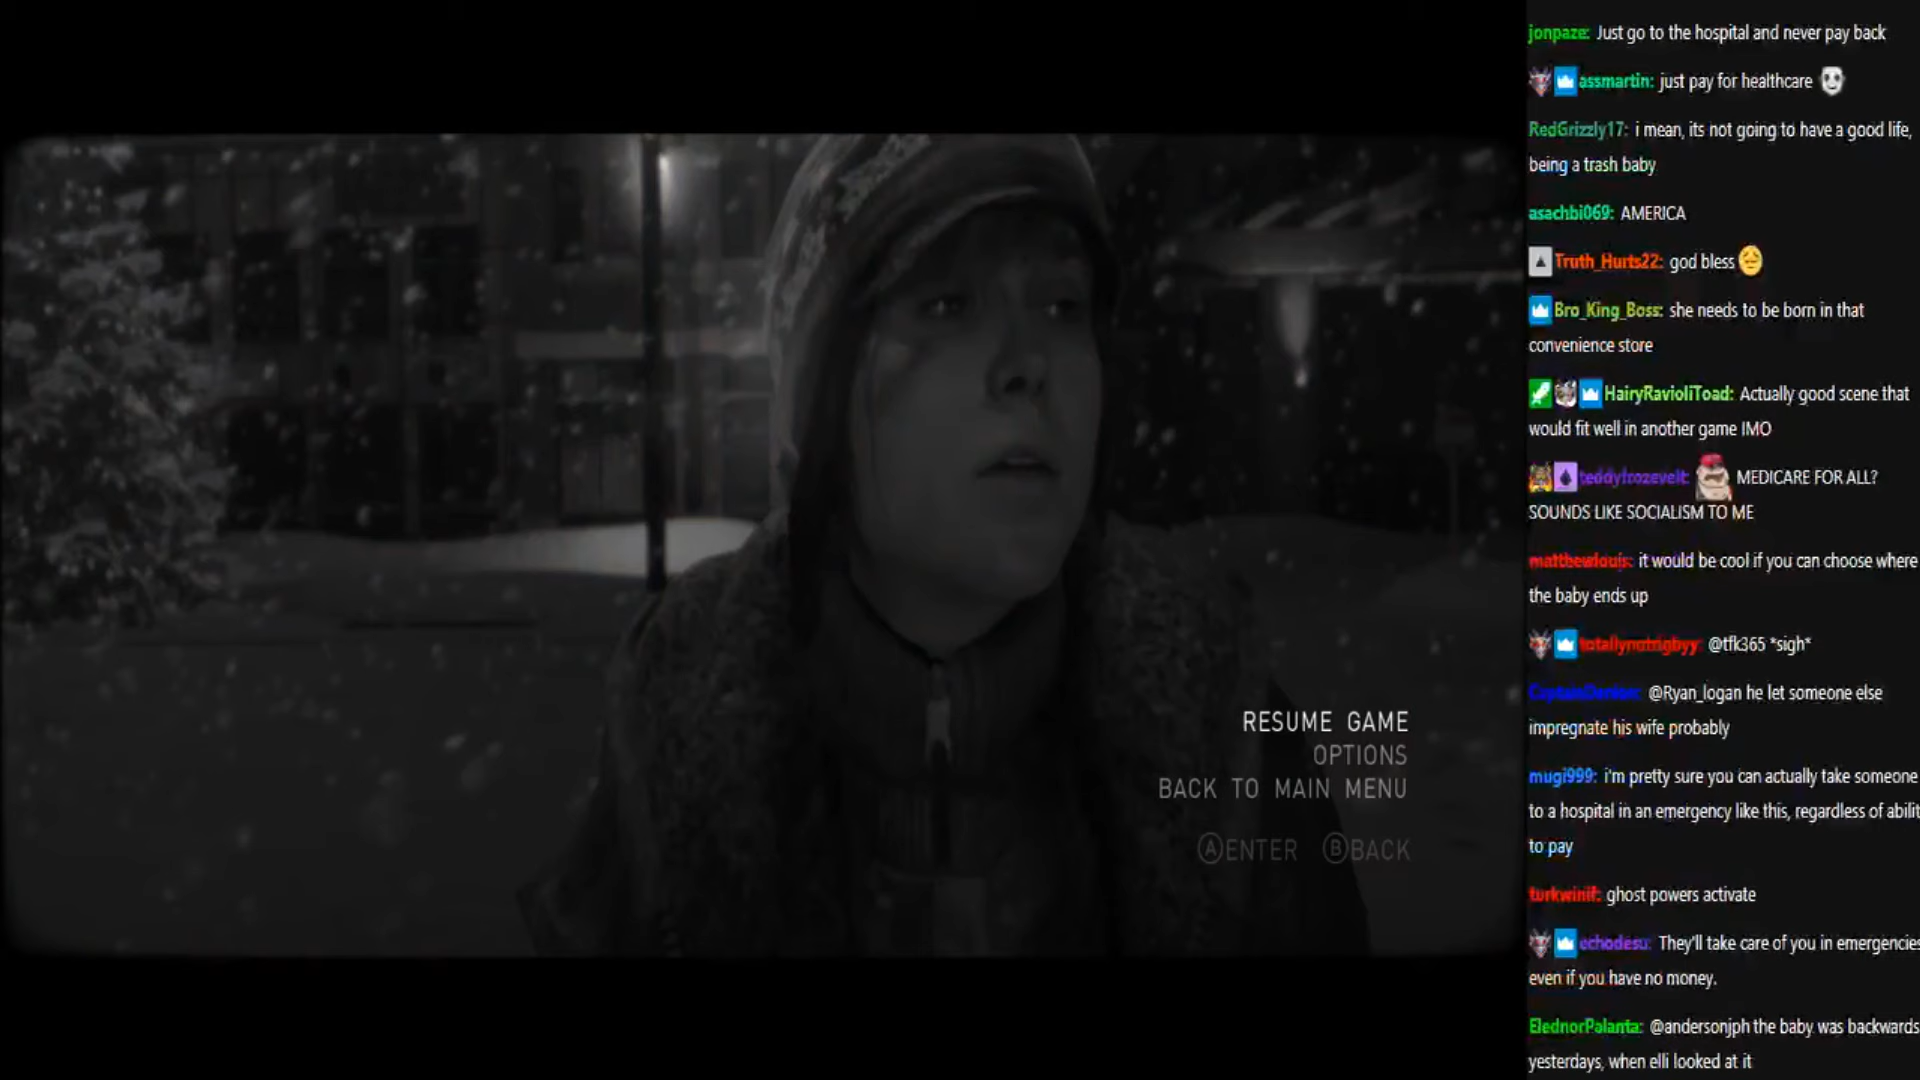 jonpaze: Just go to the hospital and never pay back
assmartin: just pay for healthcare
RedGrizzly17: i mean, its not going to have a good life,
being a trash baby
asachbi069: AMERICA
Truth_Hurts22: god bless
Bro_King_Boss: she needs to be born in that
convenience store
HairyRavioliToad: Actually good scene that
would fit well in another game IMO
teddyfrozevelt: MEDICARE FOR ALL?
SOUNDS LIKE SOCIALISM TO ME
matthewlouis: it would be cool if you can choose where
the baby ends up
totallynotrigbyy: @tfk365 *sigh*
@Ryan_logan he let someone else
impregnate his wife probably
mugi999: i'm pretty sure you can actually take someone
to a hospital in an emergency like this, regardless of abilit
to pay
turkwinif: ghost powers activate
echodesu: They'll take care of you in emergencies
even if you have no money.
ElednorPalanta: @andersonjph the baby was backwards
yesterdays, when elli looked at it
RESUME GAME
OPTIONS
BACK TO MAIN MENU
A ENTER B BACK